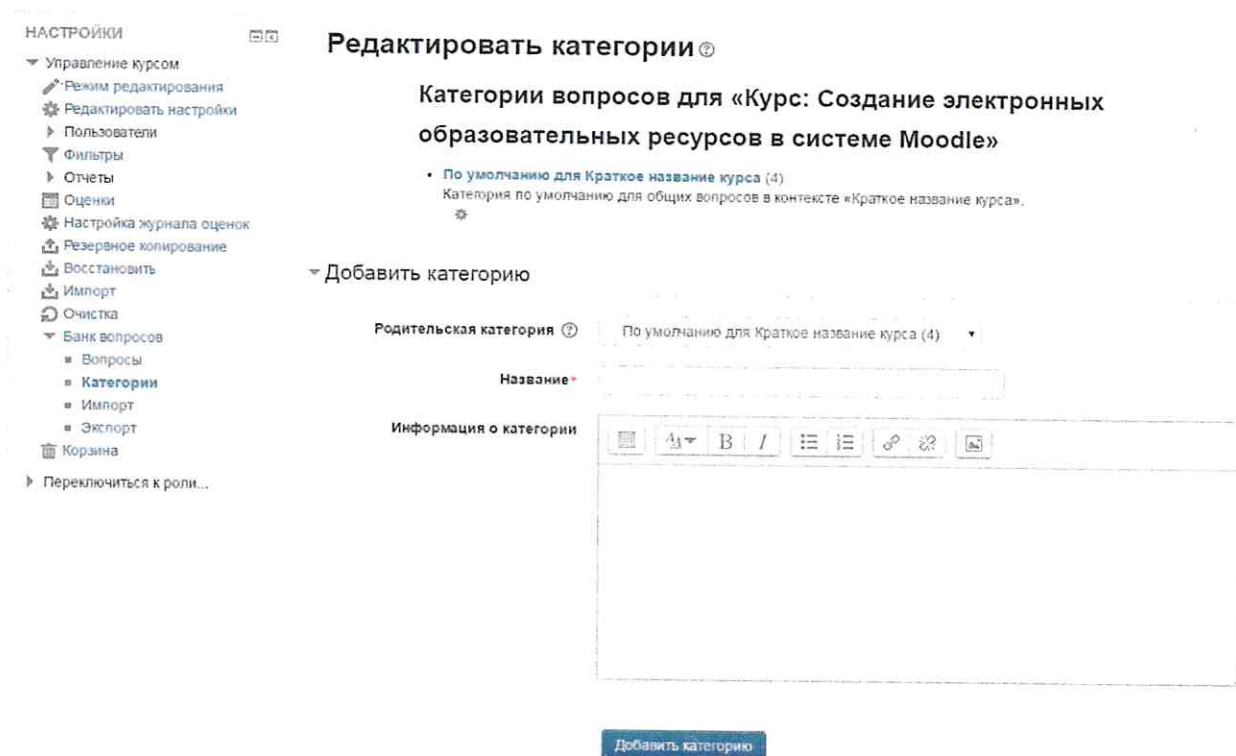 НАСТРОЙКИ
Управление курсом
Режим редактирования
Редактировать настройки
Пользователи
Фильтры
Отчеты
Оценки
Настройка журнала оценок
Резервное копирование
Восстановить
Импорт
Очистка
Банк вопросов
Вопросы
Категории
Импорт
Экспорт
Корзина
Переключиться к роли...
Редактировать категории
Категории вопросов для «Курс: Создание электронных
образовательных ресурсов в системе Moodle»
По умолчанию для Краткое название курса (4)
Категория по умолчанию для общих вопросов в контексте «Краткое название курса».
Добавить категорию
Родительская категория
По умолчанию для Краткое название курса (4)
Название*
Информация о категории
B I
Добавить категорию